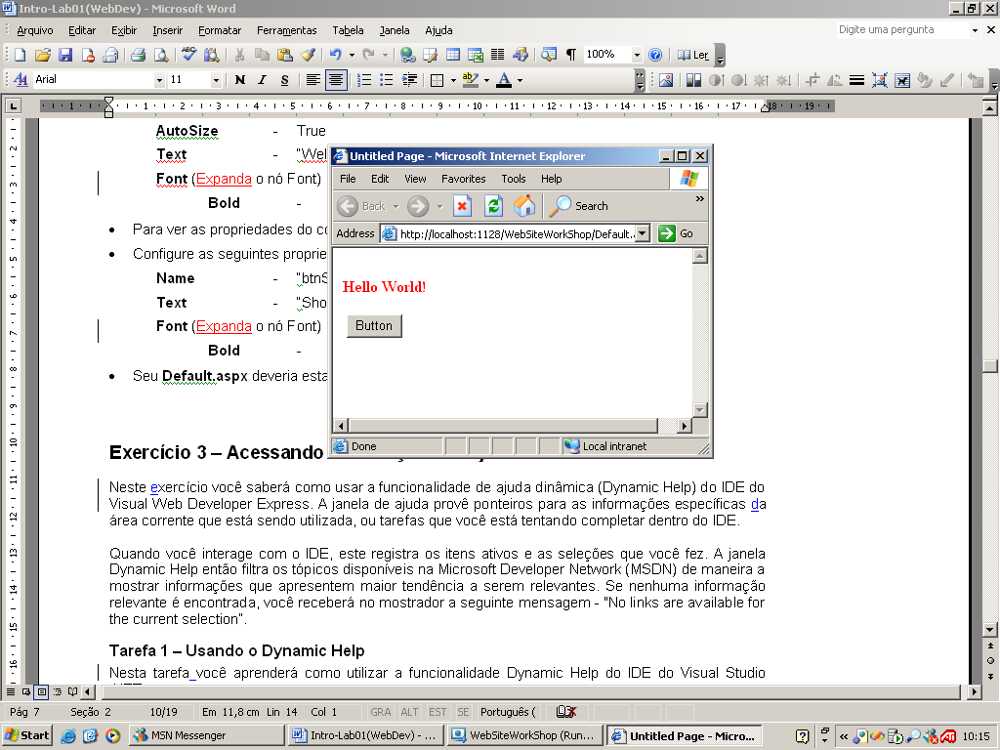 Intro-Lab01(WebDev) - Microsoft Word
Arquivo Editar Exibir Inserir Formatar Ferramentas Tabela Janela Ajuda Digite uma pergunta
100% Ler
Arial 11 N I S
AutoSize - True
Text - "Wel
Font (Expanda o nó Font)
Bold -
Para ver as propriedades do co
Configure as seguintes proprie
Name - "btnS
Text - "Sho
Font (Expanda o nó Font)
Bold -
Seu Default.aspx deveria esta
Untitled Page - Microsoft Internet Explorer
File Edit View Favorites Tools Help
Back Search
Address http://localhost:1128/WebSiteWorkShop/Default. Go
Hello World!
Button
Done Local intranet
Exercício 3 – Acessando
Neste exercício você saberá como usar a funcionalidade de ajuda dinâmica (Dynamic Help) do IDE do
Visual Web Developer Express. A janela de ajuda provê ponteiros para as informações específicas da
área corrente que está sendo utilizada, ou tarefas que você está tentando completar dentro do IDE.
Quando você interage com o IDE, este registra os itens ativos e as seleções que você fez. A janela
Dynamic Help então filtra os tópicos disponíveis na Microsoft Developer Network (MSDN) de maneira a
mostrar informações que apresentem maior tendência a serem relevantes. Se nenhuma informação
relevante é encontrada, você receberá no mostrador a seguinte mensagem - "No links are available for
the current selection".
Tarefa 1 – Usando o Dynamic Help
Nesta tarefa você aprenderá como utilizar a funcionalidade Dynamic Help do IDE do Visual Studio
Pág 7 Seção 2 10/19 Em 11,8 cm Lin 14 Col 1 GRA ALT EST SE Português (
Start MSN Messenger Intro-Lab01(WebDev) - ... WebSiteWorkShop (Run... Untitled Page - Micro... 10:15